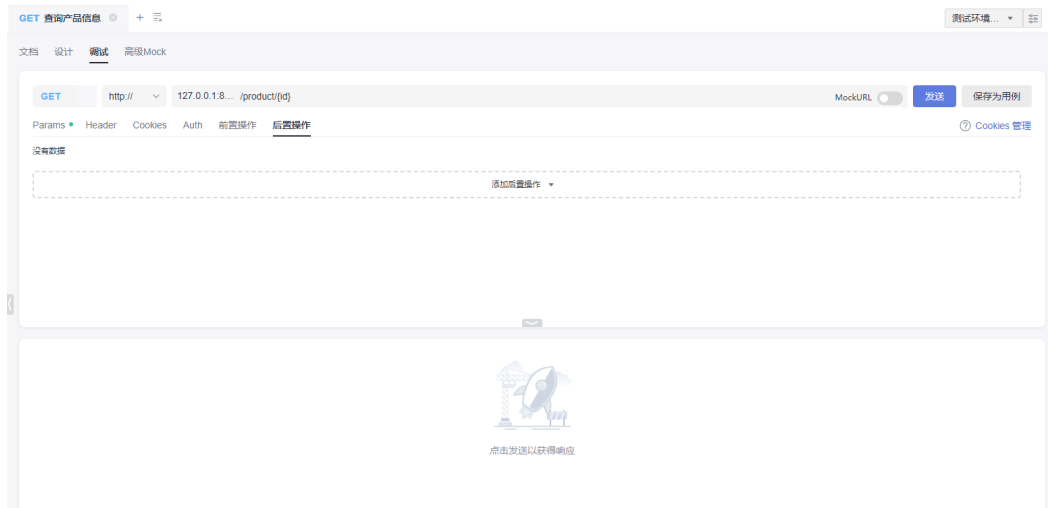 GET 查询产品信息
测试环境...
文档 设计 调试 高级Mock
GET http:// 127.0.0.1:8... /product/{id} MockURL 发送 保存为用例
Params Header Cookies Auth 前置操作 后置操作 Cookies 管理
没有数据
添加后置操作
点击发送以获得响应